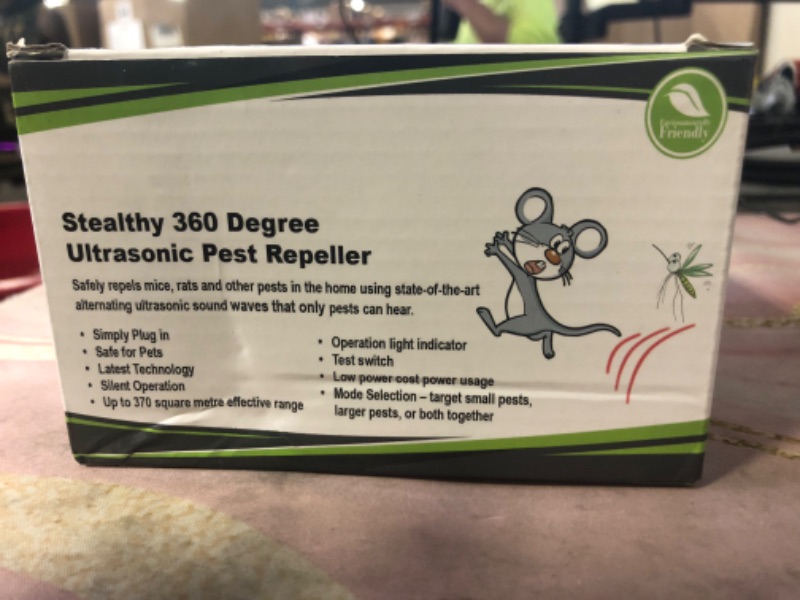 Environmentally
Friendly
Stealthy 360 Degree
Ultrasonic Pest Repeller
Safely repels mice, rats and other pests in the home using state-of-the-art
alternating ultrasonic sound waves that only pests can hear.
• Simply Plug in
• Safe for Pets
• Latest Technology
• Silent Operation
• Up to 370 square metre effective range
• Operation light indicator
• Test switch
• Low power cost power usage
• Mode Selection – target small pests,
larger pests, or both together